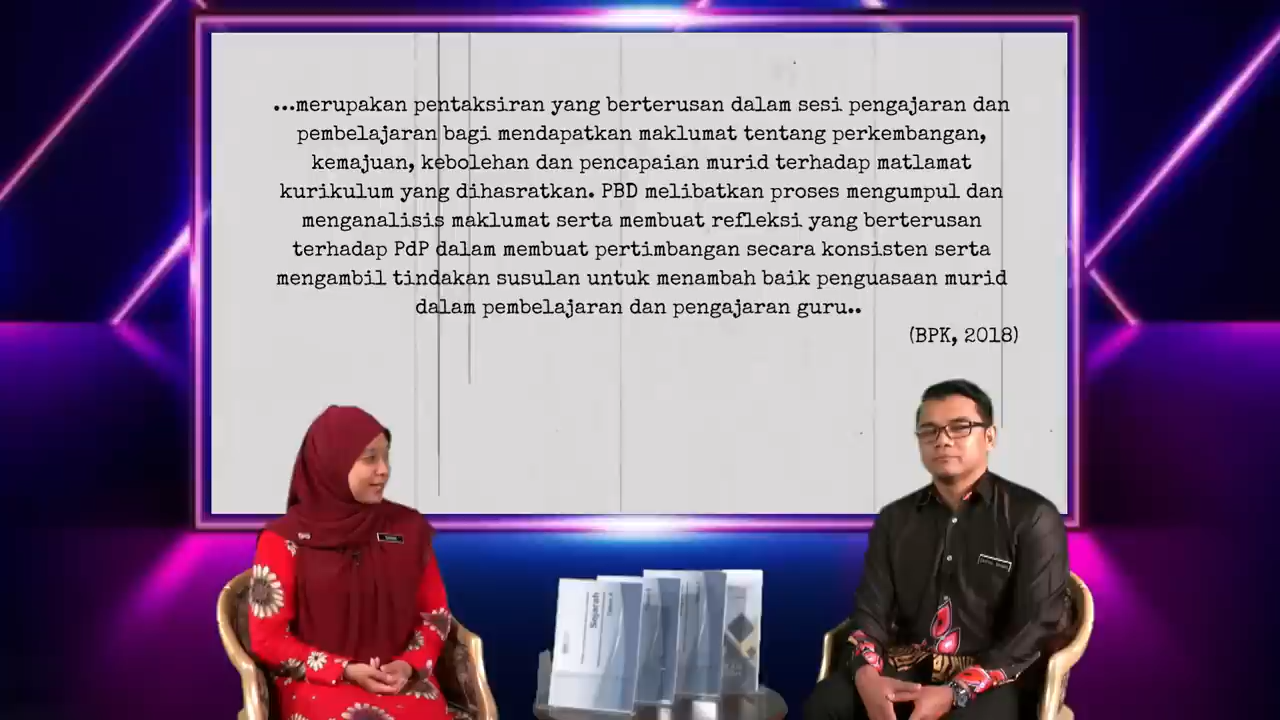 ...merupakan pentaksiran yang berterusan dalam sesi pengajaran dan
pembelajaran bagi mendapatkan maklumat tentang perkembangan,
kemajuan, kebolehan dan pencapaian murid terhadap matlamat
kurikulum yang dihasratkan. PBD melibatkan proses mengumpul dan
menganalisis maklumat serta membuat refleksi yang berterusan
terhadap PdP dalam membuat pertimbangan secara konsisten serta
mengambil tindakan susulan untuk menambah baik penguasaan murid
dalam pembelajaran dan pengajaran guru..
(BPK, 2018)
Sejarah